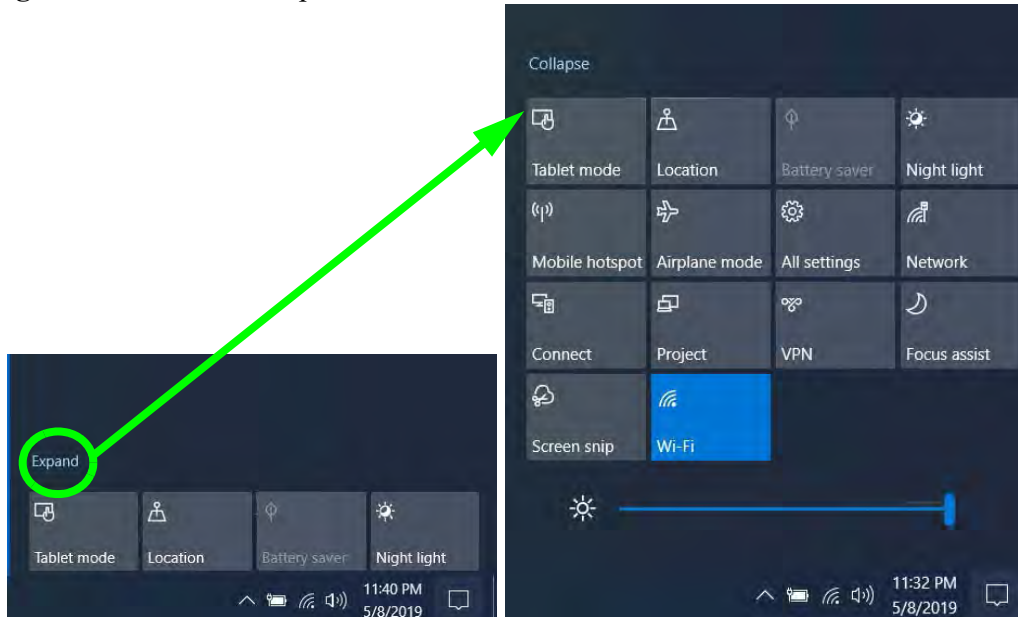 Collapse
Tablet mode Location Battery saver Night light
Mobile hotspot Airplane mode All settings Network
Connect Project VPN Focus assist
Screen snip Wi-Fi
11:32 PM
5/8/2019
Expand
Tablet mode Location Battery saver Night light
11:40 PM
5/8/2019